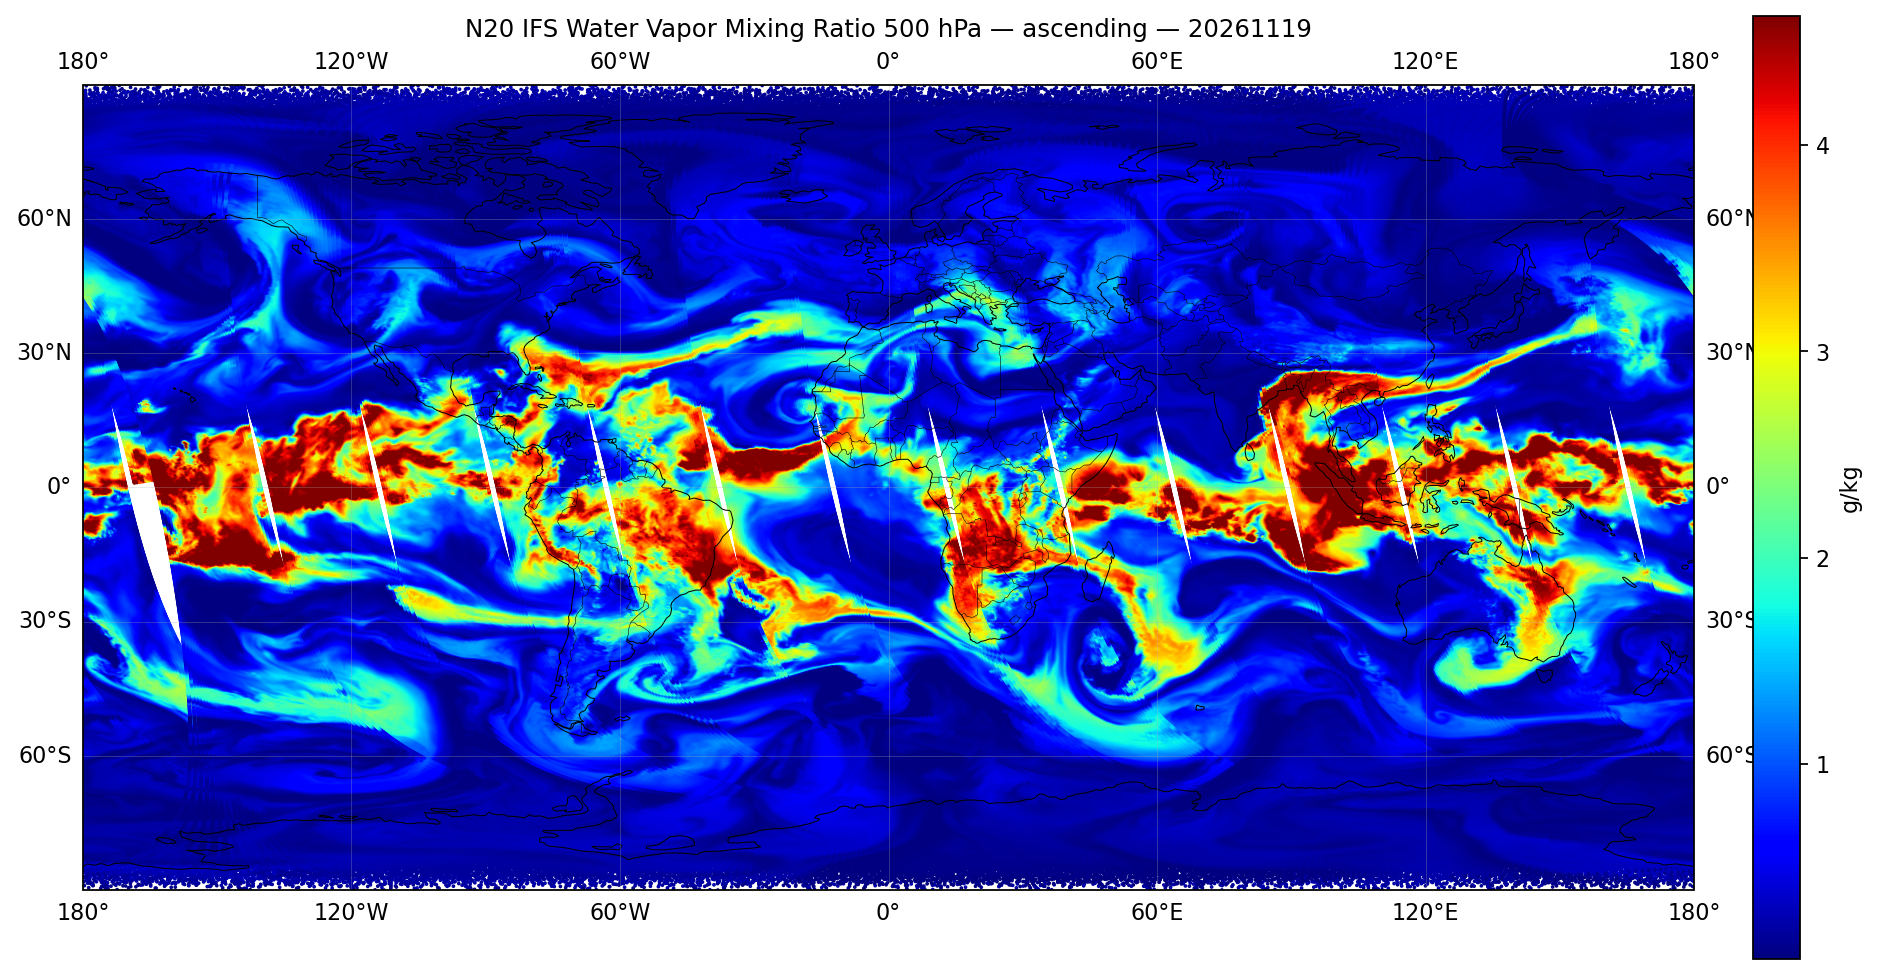 N20 IFS Water Vapor Mixing Ratio 500 hPa — ascending — 20261119
180° 120°W 60°W 0° 60°E 120°E 180°
60°N 60°N
30°N 30°N
0° 0°
30°S 30°S
60°S 60°S
180° 120°W 60°W 0° 60°E 120°E 180°
4
3
2
1
g/kg